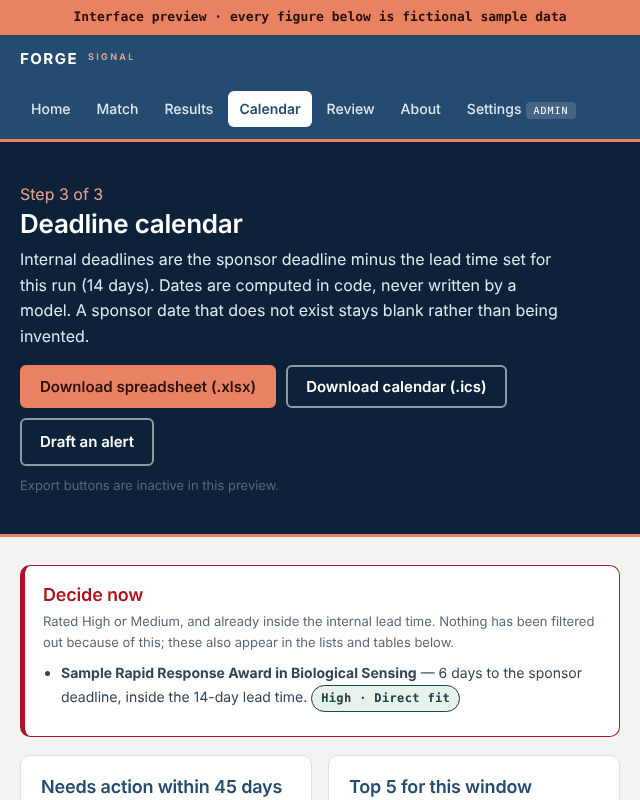 Interface preview · every figure below is fictional sample data
FORGE SIGNAL
Home Match Results Calendar Review About Settings ADMIN
Step 3 of 3
Deadline calendar
Internal deadlines are the sponsor deadline minus the lead time set for
this run (14 days). Dates are computed in code, never written by a
model. A sponsor date that does not exist stays blank rather than being
invented.
Download spreadsheet (.xlsx) Download calendar (.ics)
Draft an alert
Export buttons are inactive in this preview.
Decide now
Rated High or Medium, and already inside the internal lead time. Nothing has been filtered
out because of this; these also appear in the lists and tables below.
• Sample Rapid Response Award in Biological Sensing — 6 days to the sponsor
deadline, inside the 14-day lead time. High · Direct fit
Needs action within 45 days Top 5 for this window